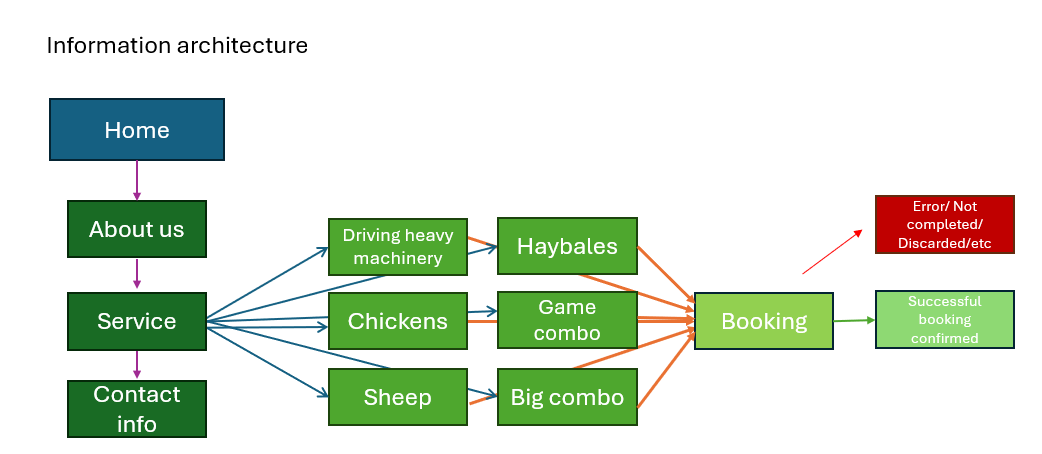 Information architecture
Home
About us
Service
Contact
info
Driving heavy
machinery
Haybales
Chickens
Game
combo
Sheep
Big combo
Booking
Error/ Not
completed/
Discarded/etc
Successful
booking
confirmed